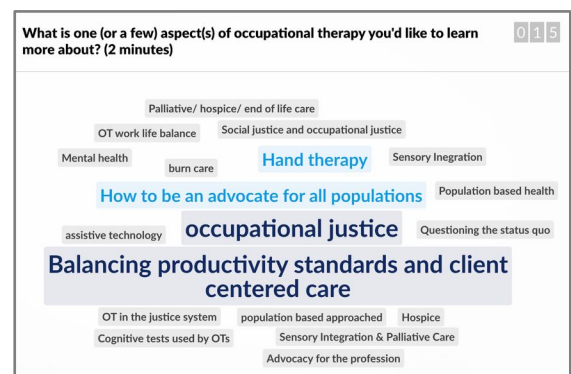 What is one (or a few) aspect(s) of occupational therapy you'd like to learn
more about? (2 minutes)
0 1 5
Palliative/ hospice/ end of life care
OT work life balance
Social justice and occupational justice
Mental health
burn care
Hand therapy
Sensory Inegration
How to be an advocate for all populations
Population based health
assistive technology
occupational justice
Questioning the status quo
Balancing productivity standards and client
centered care
OT in the justice system
population based approached
Hospice
Cognitive tests used by OTs
Sensory Integration & Palliative Care
Advocacy for the profession